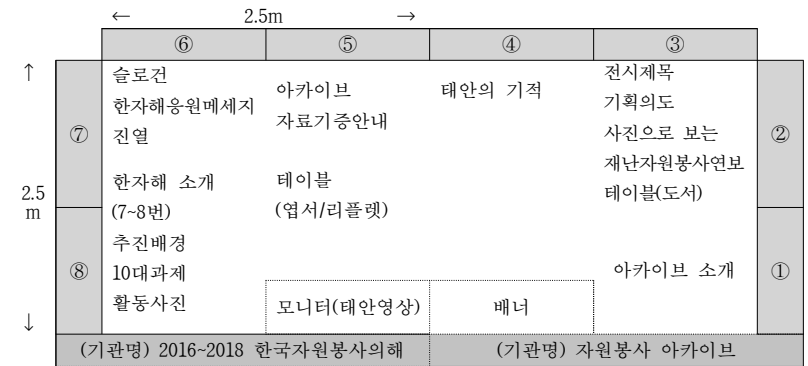 ← 2.5m →
⑥ ⑤ ④ ③
↑
2.5
m
↓
⑦
⑧
슬로건
한자해응원메세지
진열
한자해 소개
(7~8번)
추진배경
10대과제
활동사진
아카이브
자료기증안내
테이블
(엽서/리플렛)
모니터(태안영상)
태안의 기적
배너
전시제목
기획의도
사진으로 보는
재난자원봉사연보
테이블(도서)
아카이브 소개
②
①
(기관명) 2016~2018 한국자원봉사의해
(기관명) 자원봉사 아카이브